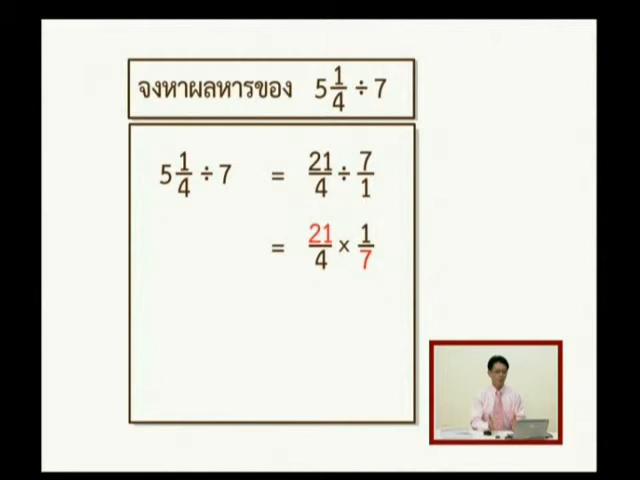 จงหาผลหารของ 5 1/4 ÷ 7
5 1/4 ÷ 7 = 21/4 ÷ 7/1
= 21/4 × 1/7